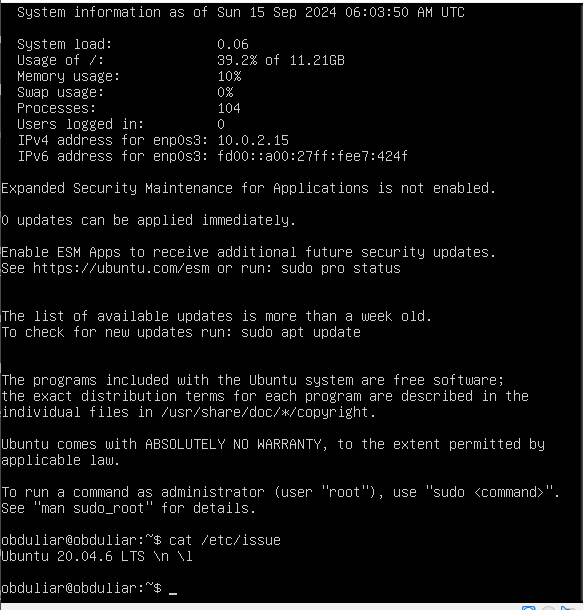 System information as of Sun 15 Sep 2024 06:03:50 AM UTC
System load: 0.06
Usage of /: 39.2% of 11.21GB
Memory usage: 10%
Swap usage: 0%
Processes: 104
Users logged in: 0
IPv4 address for enp0s3: 10.0.2.15
IPv6 address for enp0s3: fd00::a00:27ff:fee7:424f
Expanded Security Maintenance for Applications is not enabled.
0 updates can be applied immediately.
Enable ESM Apps to receive additional future security updates.
See https://ubuntu.com/esm or run: sudo pro status
The list of available updates is more than a week old.
To check for new updates run: sudo apt update
The programs included with the Ubuntu system are free software;
the exact distribution terms for each program are described in the
individual files in /usr/share/doc/*/copyright.
Ubuntu comes with ABSOLUTELY NO WARRANTY, to the extent permitted by
applicable law.
To run a command as administrator (user "root"), use "sudo <command>".
See "man sudo_root" for details.
obduliar@obduliar:~$ cat /etc/issue
Ubuntu 20.04.6 LTS \n \l
obduliar@obduliar:~$ _